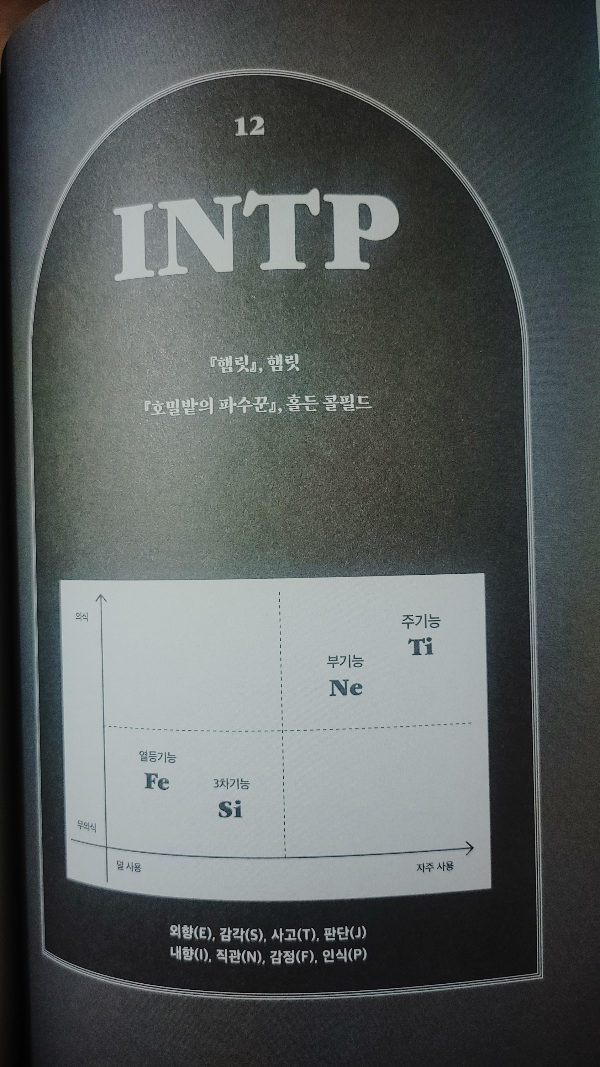 12
INTP
『햄릿』, 햄릿
『호밀밭의 파수꾼』, 홀든 콜필드
의식
주기능
Ti
부기능
Ne
열등기능
Fe
3차기능
Si
무의식
덜 사용
자주 사용
외향(E), 감각(S), 사고(T), 판단(J)
내향(I), 직관(N), 감정(F), 인식(P)